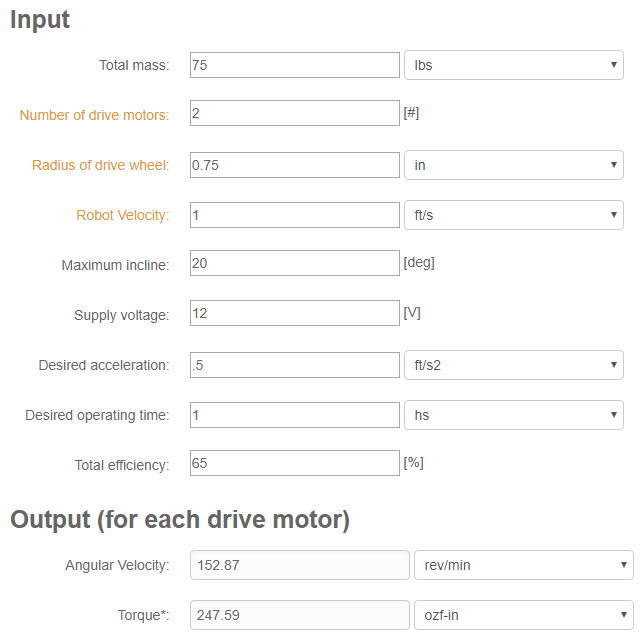 Input
Total mass: 75 lbs
Number of drive motors: 2 [#]
Radius of drive wheel: 0.75 in
Robot Velocity: 1 ft/s
Maximum incline: 20 [deg]
Supply voltage: 12 [V]
Desired acceleration: .5 ft/s2
Desired operating time: 1 hs
Total efficiency: 65 [%]
Output (for each drive motor)
Angular Velocity: 152.87 rev/min
Torque*: 247.59 ozf-in